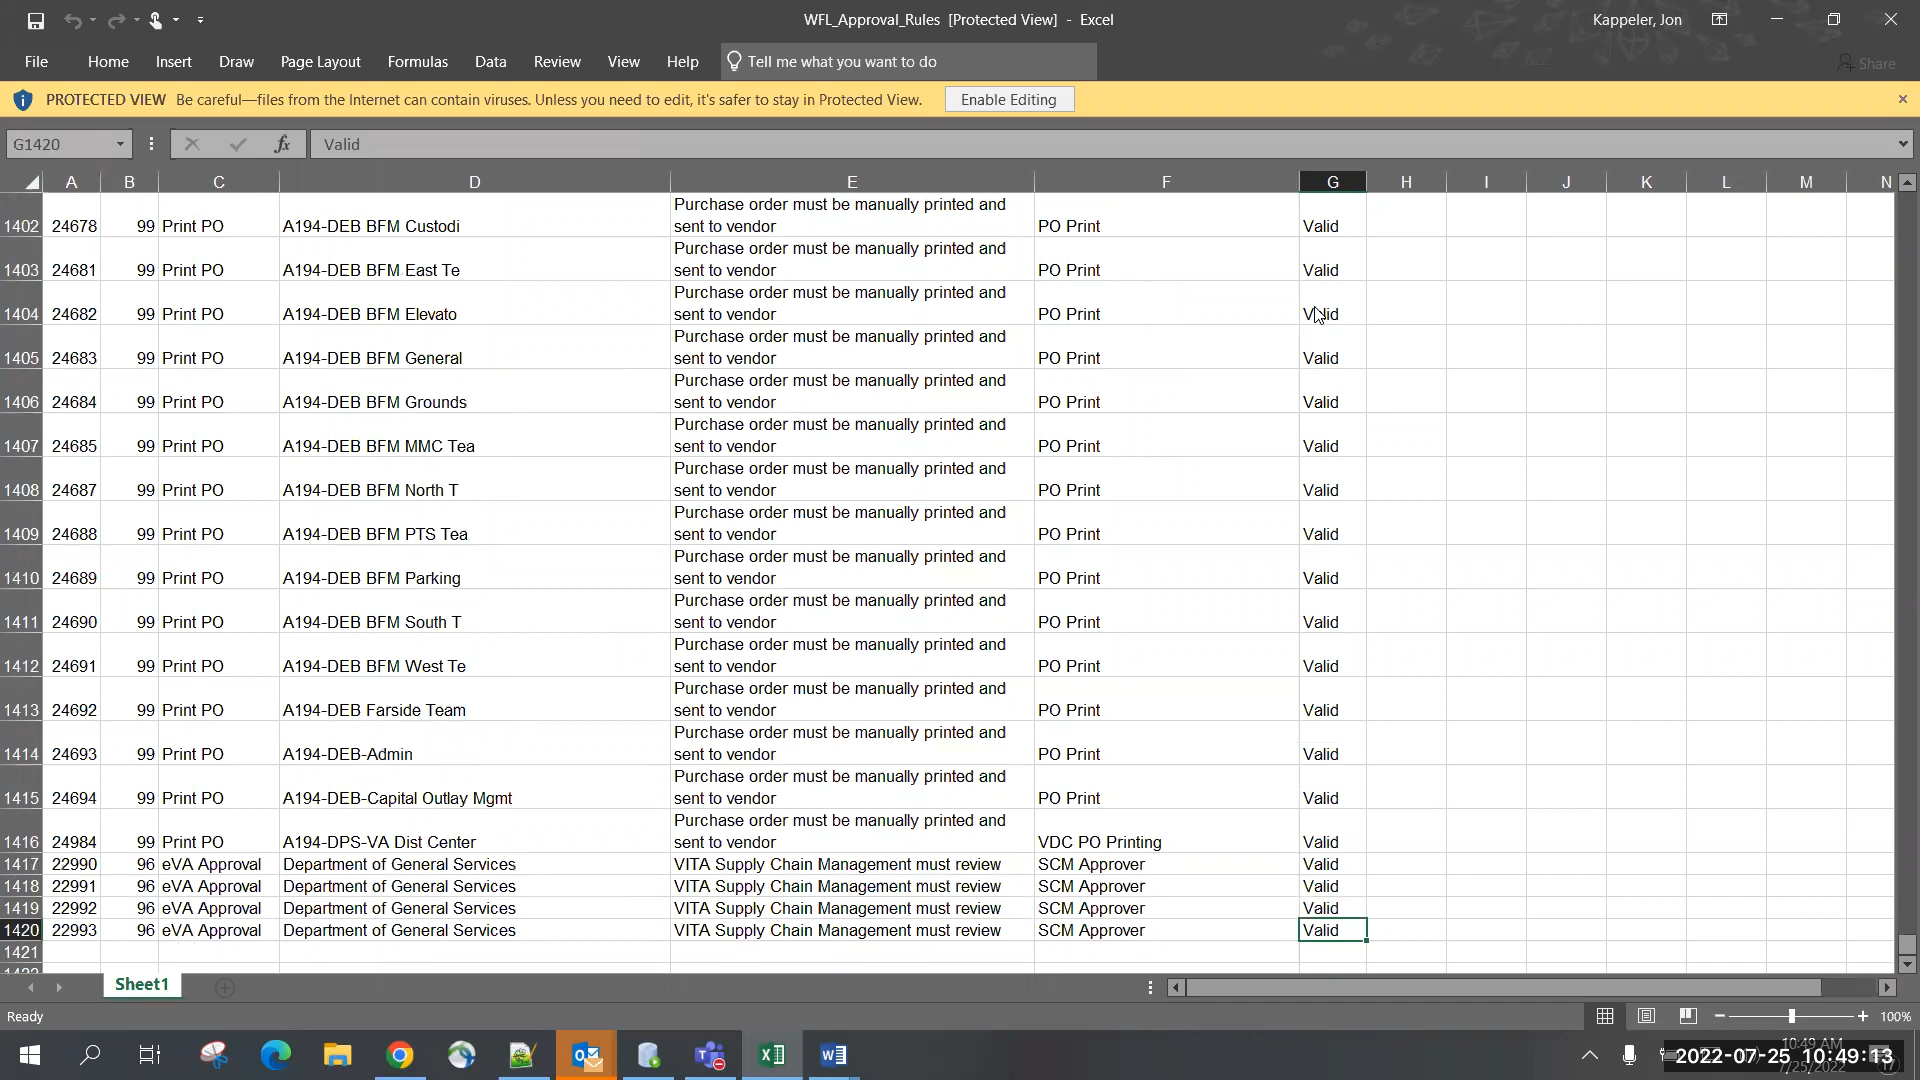 WFL_Approval_Rules [Protected View] - Excel
Kappeler, Jon
File Home Insert Draw Page Layout Formulas Data Review View Help Tell me what you want to do Share
PROTECTED VIEW Be careful—files from the Internet can contain viruses. Unless you need to edit, it's safer to stay in Protected View. Enable Editing
G1420 fx Valid
A B C D E F G H I J K L M N
Purchase order must be manually printed and
1402 24678 99 Print PO A194-DEB BFM Custodi sent to vendor PO Print Valid
Purchase order must be manually printed and
1403 24681 99 Print PO A194-DEB BFM East Te sent to vendor PO Print Valid
Purchase order must be manually printed and
1404 24682 99 Print PO A194-DEB BFM Elevato sent to vendor PO Print Valid
Purchase order must be manually printed and
1405 24683 99 Print PO A194-DEB BFM General sent to vendor PO Print Valid
Purchase order must be manually printed and
1406 24684 99 Print PO A194-DEB BFM Grounds sent to vendor PO Print Valid
Purchase order must be manually printed and
1407 24685 99 Print PO A194-DEB BFM MMC Tea sent to vendor PO Print Valid
Purchase order must be manually printed and
1408 24687 99 Print PO A194-DEB BFM North T sent to vendor PO Print Valid
Purchase order must be manually printed and
1409 24688 99 Print PO A194-DEB BFM PTS Tea sent to vendor PO Print Valid
Purchase order must be manually printed and
1410 24689 99 Print PO A194-DEB BFM Parking sent to vendor PO Print Valid
Purchase order must be manually printed and
1411 24690 99 Print PO A194-DEB BFM South T sent to vendor PO Print Valid
Purchase order must be manually printed and
1412 24691 99 Print PO A194-DEB BFM West Te sent to vendor PO Print Valid
Purchase order must be manually printed and
1413 24692 99 Print PO A194-DEB Farside Team sent to vendor PO Print Valid
Purchase order must be manually printed and
1414 24693 99 Print PO A194-DEB-Admin sent to vendor PO Print Valid
Purchase order must be manually printed and
1415 24694 99 Print PO A194-DEB-Capital Outlay Mgmt sent to vendor PO Print Valid
Purchase order must be manually printed and
1416 24984 99 Print PO A194-DPS-VA Dist Center sent to vendor VDC PO Printing Valid
1417 22990 96 eVA Approval Department of General Services VITA Supply Chain Management must review SCM Approver Valid
1418 22991 96 eVA Approval Department of General Services VITA Supply Chain Management must review SCM Approver Valid
1419 22992 96 eVA Approval Department of General Services VITA Supply Chain Management must review SCM Approver Valid
1420 22993 96 eVA Approval Department of General Services VITA Supply Chain Management must review SCM Approver Valid
1421
1422
Sheet1
Ready 100%
10:49 AM
2022-07-25 10:49:13
7/25/2022
17